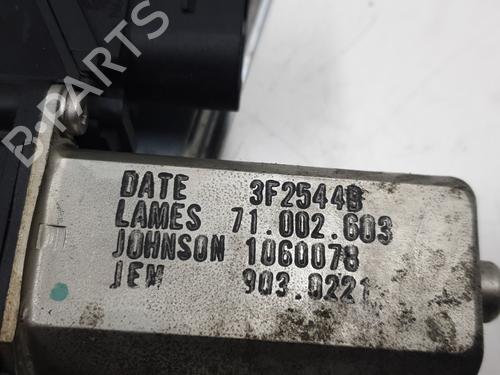 B-PARTS
DATE 3F2544B
LAMES 71.002.603
JOHNSON 1060078
JEM 903.0221